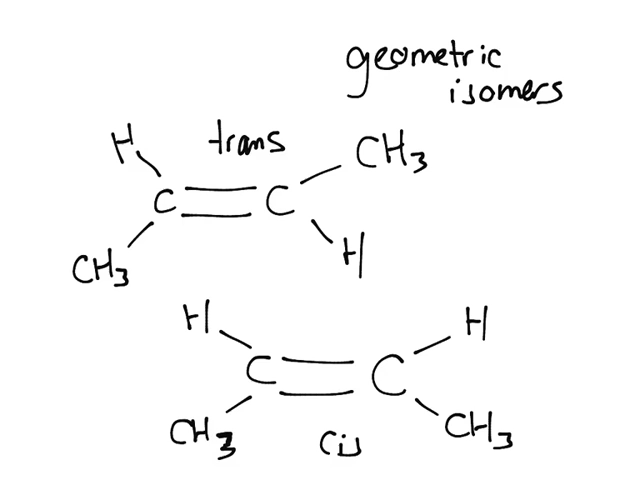 geometric
isomers
trans
H CH3
C C
CH3 H
H H
C C
CH3 CH3
cis